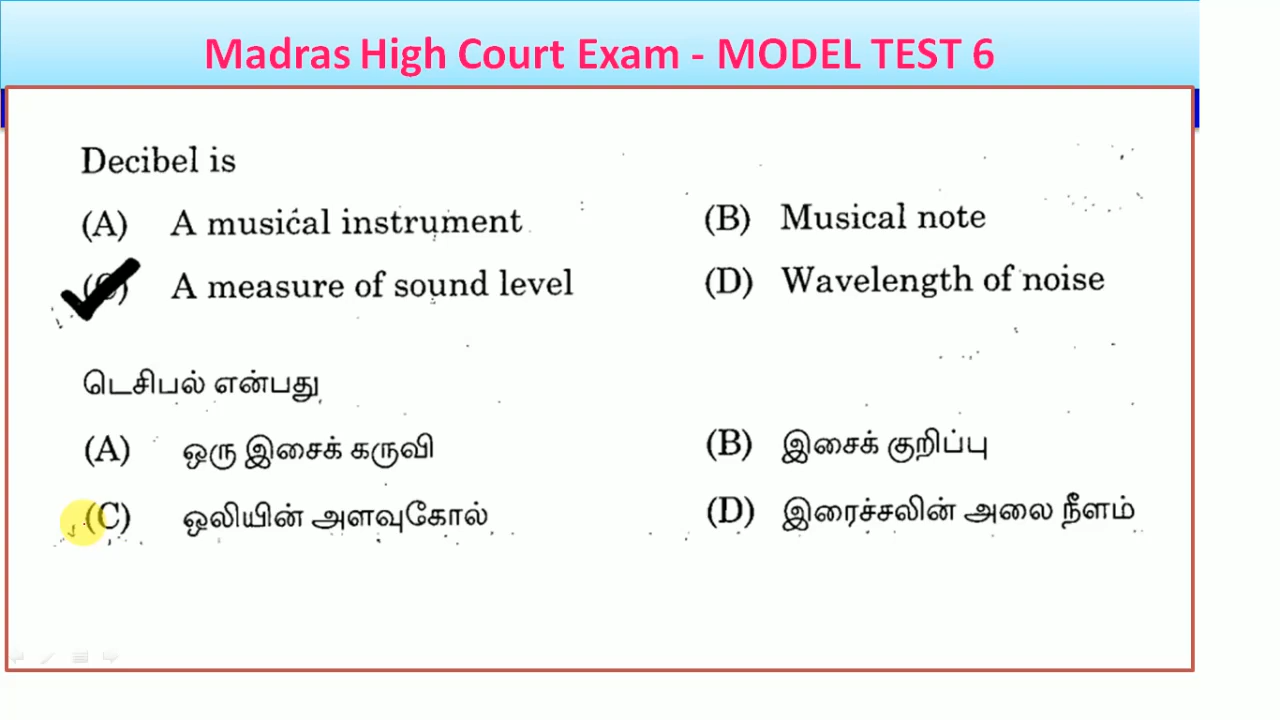 Madras High Court Exam - MODEL TEST 6
Decibel is
(A) A musical instrument (B) Musical note
(C) A measure of sound level (D) Wavelength of noise
டெசிபல் என்பது
(A) ஒரு இசைக் கருவி (B) இசைக் குறிப்பு
(C) ஒலியின் அளவுகோல் (D) இரைச்சலின் அலை நீளம்